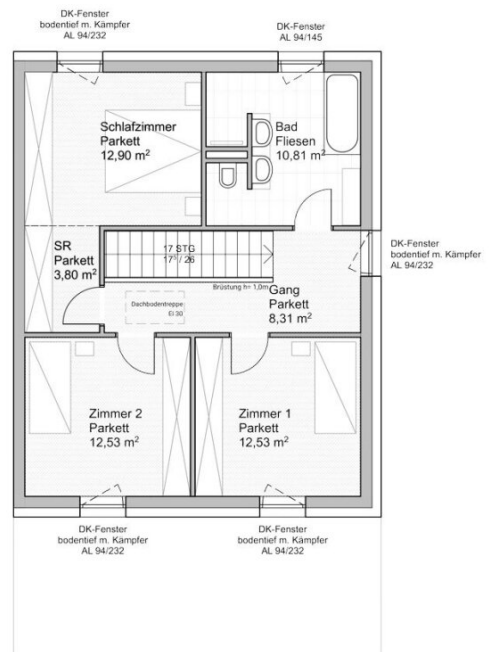 DK-Fenster
bodentief m. Kämpfer
AL 94/232
DK-Fenster
AL 94/145
Schlafzimmer
Parkett
12,90 m²
Bad
Fliesen
10,81 m²
SR
Parkett
3,80 m²
17 STG
17⁵ / 26
DK-Fenster
bodentief m. Kämpfer
AL 94/232
Brüstung h= 1,0m
Gang
Parkett
8,31 m²
Dachbodentreppe
EI 30
Zimmer 2
Parkett
12,53 m²
Zimmer 1
Parkett
12,53 m²
DK-Fenster
bodentief m. Kämpfer
AL 94/232
DK-Fenster
bodentief m. Kämpfer
AL 94/232